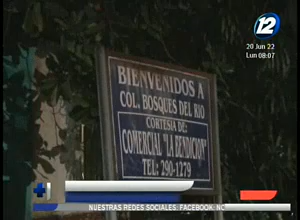 12
20 Jun 22
Lun 08:07
BIENVENIDOS A
COL. BOSQUES DEL RIO
CORTESIA DE:
COMERCIAL "LA BENDICION"
TEL: 290-1279
NUESTRAS REDES SOCIALES: FACEBOOK: NC